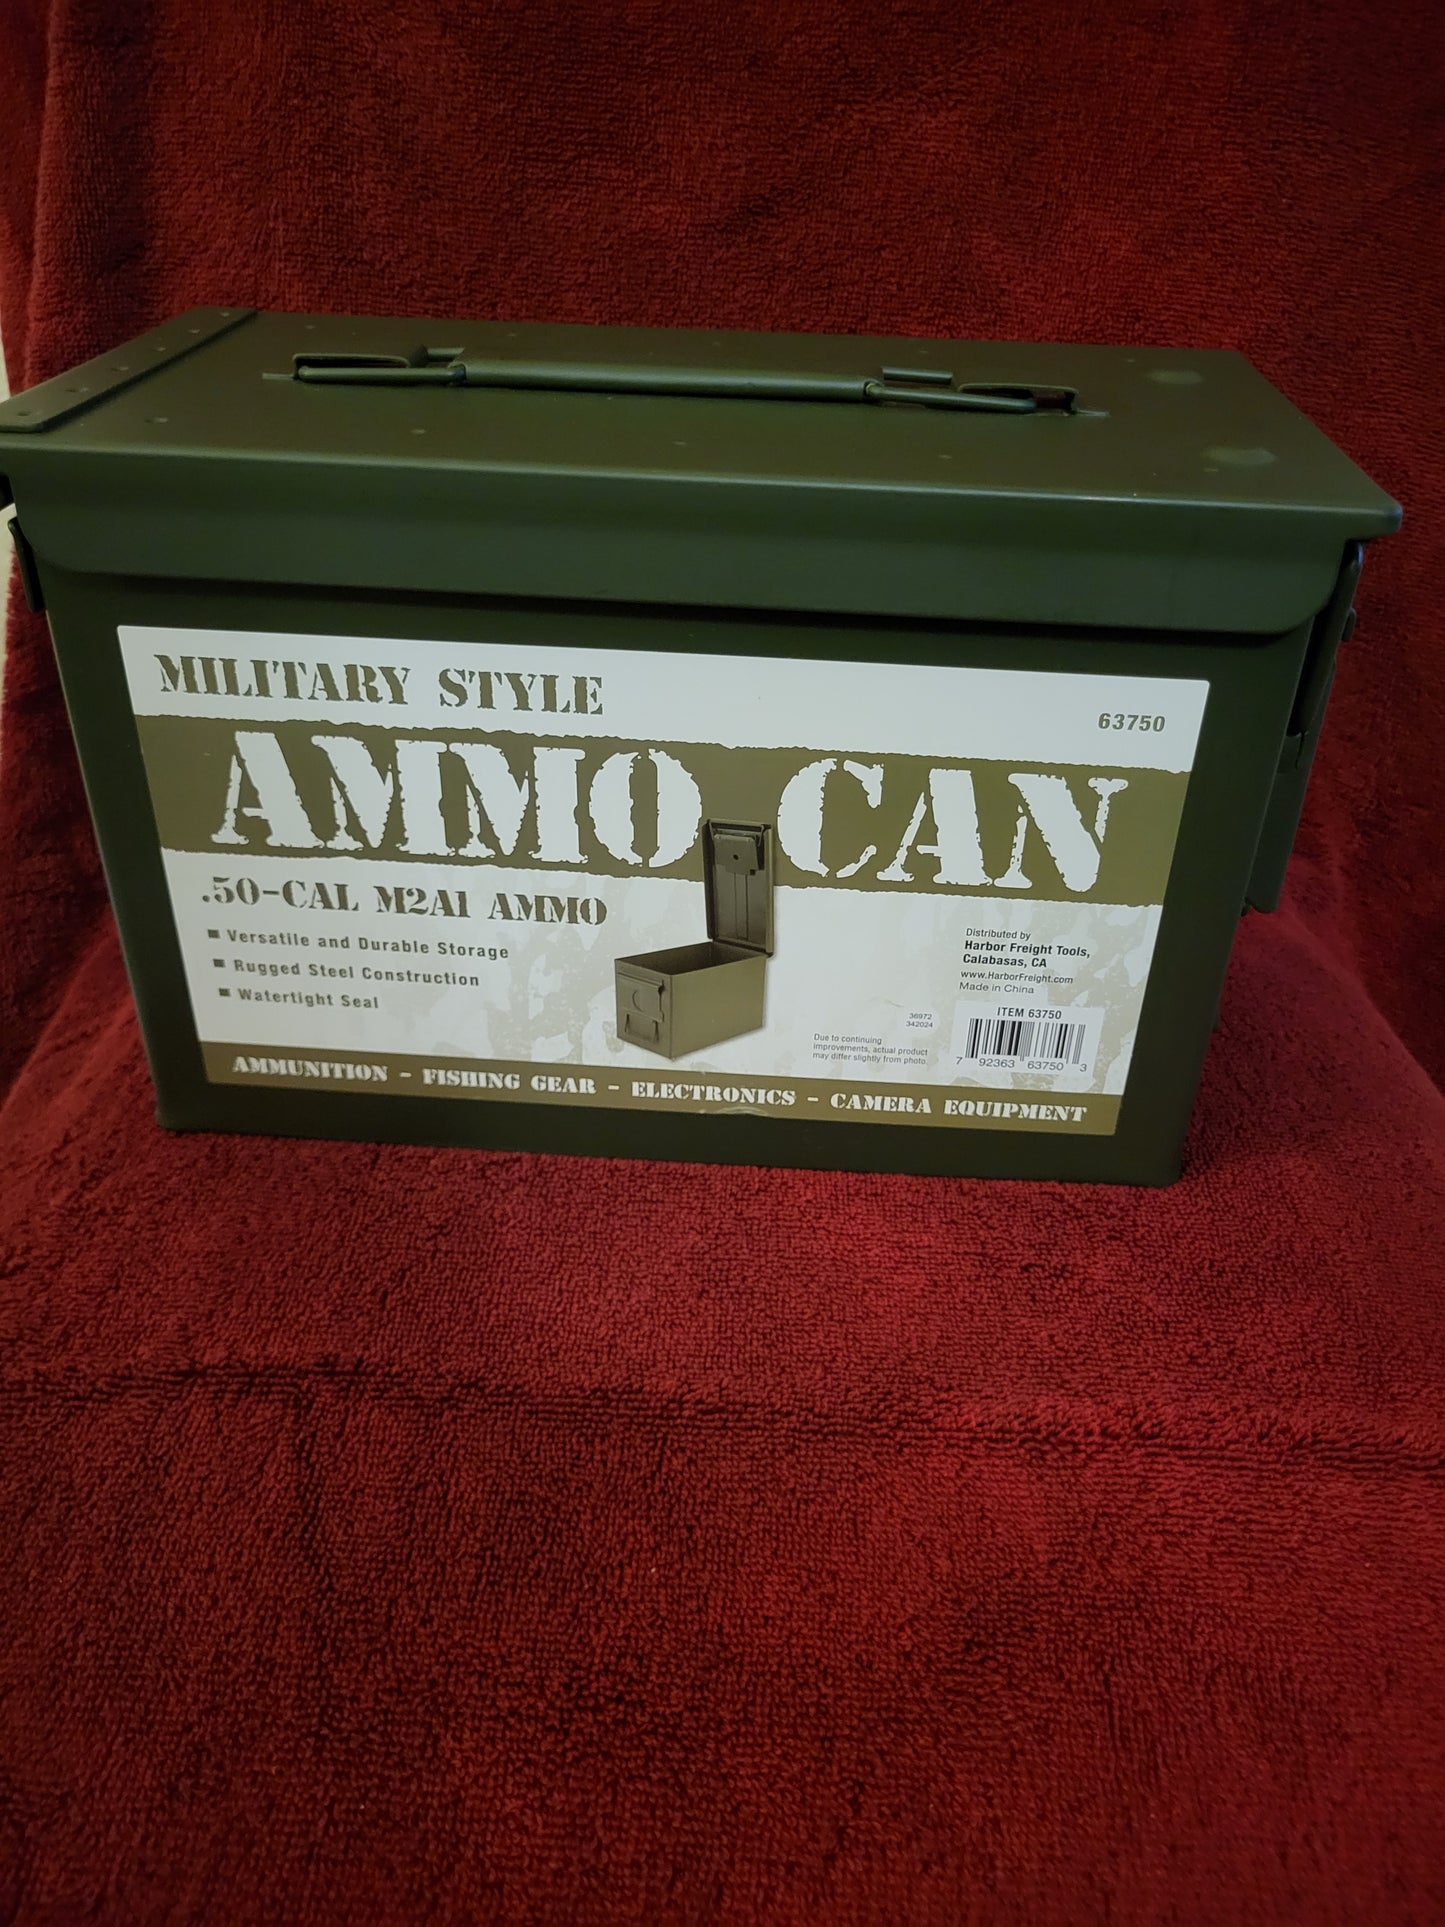 MILITARY STYLE
63750
AMMO CAN
.50-CAL M2A1 AMMO
■ Versatile and Durable Storage
■ Rugged Steel Construction
■ Watertight Seal
Distributed by
Harbor Freight Tools,
Calabasas, CA
www.HarborFreight.com
Made in China
36972
342024
Due to continuing
improvements, actual product
may differ slightly from photo.
ITEM 63750
7 92363 63750 3
AMMUNITION - FISHING GEAR - ELECTRONICS - CAMERA EQUIPMENT